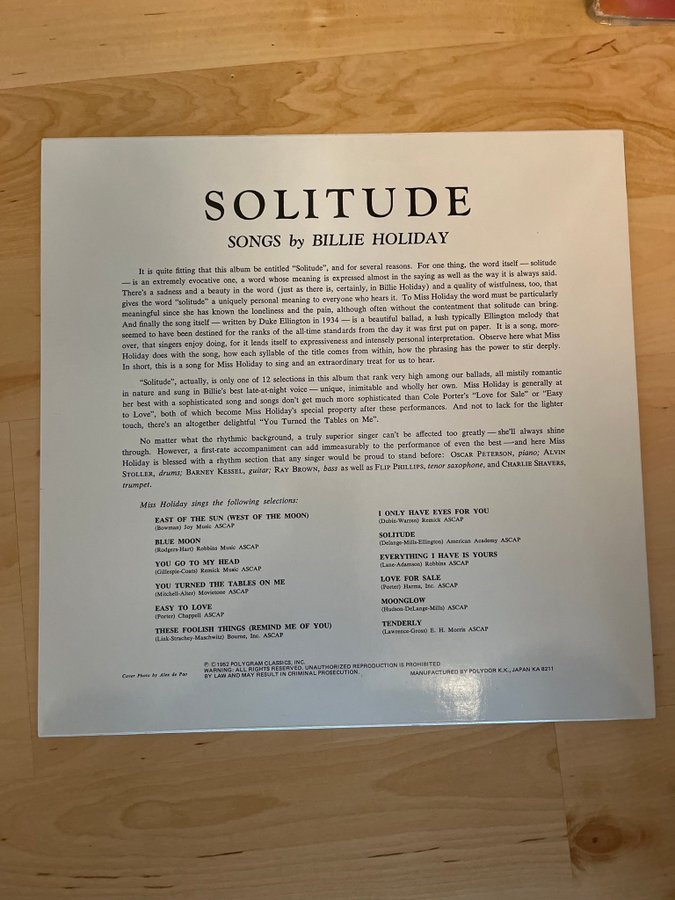 SOLITUDE
SONGS by BILLIE HOLIDAY
It is quite fitting that this album be entitled "Solitude", and for several reasons. For one thing, the word itself — solitude
— is an extremely evocative one, a word whose meaning is expressed almost in the saying as well as the way it is always said.
There's a sadness and a beauty in the word (just as there is, certainly, in Billie Holiday) and a quality of wistfulness, too, that
gives the word "solitude" a uniquely personal meaning to everyone who hears it. To Miss Holiday the word must be particularly
meaningful since she has known the loneliness and the pain, although often without the contentment that solitude can bring.
And finally the song itself — written by Duke Ellington in 1934 — is a beautiful ballad, a lush typically Ellington melody that
seemed to have been destined for the ranks of the all-time standards from the day it was first put on paper. It is a song, more-
over, that singers enjoy doing, for it lends itself to expressiveness and intensely personal interpretation. Observe here what Miss
Holiday does with the song, how each syllable of the title comes from within, how the phrasing has the power to stir deeply.
In short, this is a song for Miss Holiday to sing and an extraordinary treat for us to hear.
"Solitude", actually, is only one of 12 selections in this album that rank very high among our ballads, all mistily romantic
in nature and sung in Billie's best late-at-night voice — unique, inimitable and wholly her own. Miss Holiday is generally at
her best with a sophisticated song and songs don't get much more sophisticated than Cole Porter's "Love for Sale" or "Easy
to Love", both of which become Miss Holiday's special property after these performances. And not to lack for the lighter
touch, there's an altogether delightful "You Turned the Tables on Me".
No matter what the rhythmic background, a truly superior singer can't be affected too greatly — she'll always shine
through. However, a first-rate accompaniment can add immeasurably to the performance of even the best — and here Miss
Holiday is blessed with a rhythm section that any singer would be proud to stand before: OSCAR PETERSON, piano; ALVIN
STOLLER, drums; BARNEY KESSEL, guitar; RAY BROWN, bass as well as FLIP PHILLIPS, tenor saxophone, and CHARLIE SHAVERS,
trumpet.
Miss Holiday sings the following selections:
EAST OF THE SUN (WEST OF THE MOON)
(Bowman) Joy Music ASCAP
BLUE MOON
(Rodgers-Hart) Robbins Music ASCAP
YOU GO TO MY HEAD
(Gillespie-Coats) Remick Music ASCAP
YOU TURNED THE TABLES ON ME
(Mitchell-Alter) Movietone ASCAP
EASY TO LOVE
(Porter) Chappell ASCAP
THESE FOOLISH THINGS (REMIND ME OF YOU)
(Link-Strachey-Maschwitz) Bourne, Inc. ASCAP
I ONLY HAVE EYES FOR YOU
(Dubin-Warren) Remick ASCAP
SOLITUDE
(Delange-Mills-Ellington) American Academy ASCAP
EVERYTHING I HAVE IS YOURS
(Lane-Adamson) Robbins ASCAP
LOVE FOR SALE
(Porter) Harms, Inc. ASCAP
MOONGLOW
(Hudson-DeLange-Mills) ASCAP
TENDERLY
(Lawrence-Gross) E. H. Morris ASCAP
Cover Photo by Alex de Pao
℗ © 1952 POLYGRAM CLASSICS, INC.
WARNING: ALL RIGHTS RESERVED. UNAUTHORIZED REPRODUCTION IS PROHIBITED
BY LAW AND MAY RESULT IN CRIMINAL PROSECUTION.
MANUFACTURED BY POLYDOR K.K., JAPAN KA 8211